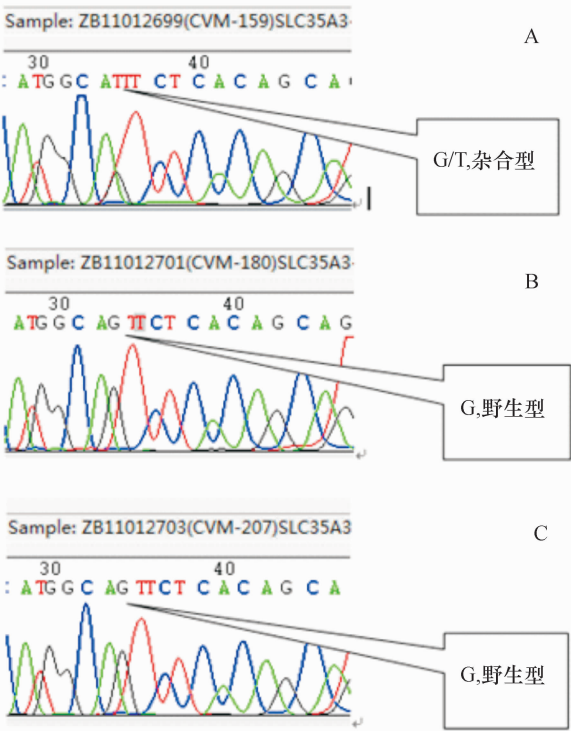 Sample: ZB11012699(CVM-159)SLC35A3-
A
30 40
ATGGCATTTCTCACAGCA
G/T,杂合型
Sample: ZB11012701(CVM-180)SLC35A3-
B
30 40
ATGGCAGTTCTCACAGCAG
G,野生型
Sample: ZB11012703(CVM-207)SLC35A3
C
30 40
ATGGCAGTTCTCACAGCA
G,野生型